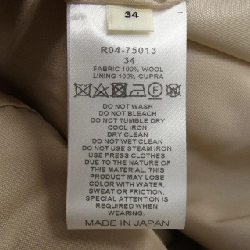 34
R04-75013
34
FABRIC 100% WOOL
LINING 100% CUPRA
DO NOT WASH
DO NOT BLEACH
DO NOT TUMBLE DRY
COOL IRON
DRY CLEAN
DO NOT WET CLEAN
DO NOT USE STEAM IRON
USE PRESS CLOTH
DUE TO NATURE OF
THIS MATERIAL
PRODUCT MAY LOSE
COLOR WITH WATER,
SWEAT OR FRICTION.
SPECIAL ATTENTION IS
REQUIRED WHEN
WEARING.
MADE IN JAPAN